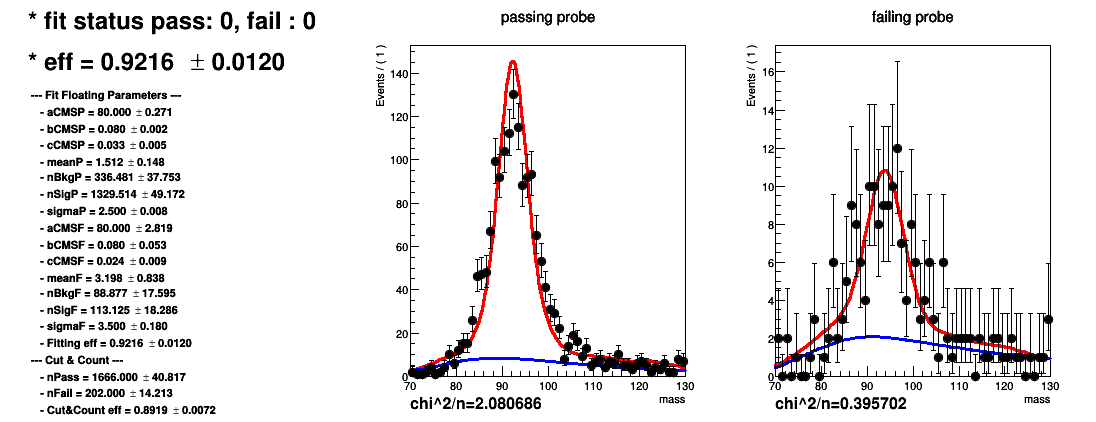 * fit status pass: 0, fail : 0
* eff = 0.9216 ± 0.0120
--- Fit Floating Parameters ---
- aCMSP = 80.000 ± 0.271
- bCMSP = 0.080 ± 0.002
- cCMSP = 0.033 ± 0.005
- meanP = 1.512 ± 0.148
- nBkgP = 336.481 ± 37.753
- nSigP = 1329.514 ± 49.172
- sigmaP = 2.500 ± 0.008
- aCMSF = 80.000 ± 2.819
- bCMSF = 0.080 ± 0.053
- cCMSF = 0.024 ± 0.009
- meanF = 3.198 ± 0.838
- nBkgF = 88.877 ± 17.595
- nSigF = 113.125 ± 18.286
- sigmaF = 3.500 ± 0.180
- Fitting eff = 0.9216 ± 0.0120
--- Cut & Count ---
- nPass = 1666.000 ± 40.817
- nFail = 202.000 ± 14.213
- Cut&Count eff = 0.8919 ± 0.0072
passing probe
Events / ( 1 )
140
120
100
80
60
40
20
0
70 80 90 100 110 120 130
mass
chi^2/n=2.080686
failing probe
Events / ( 1 )
16
14
12
10
8
6
4
2
0
70 80 90 100 110 120 130
mass
chi^2/n=0.395702